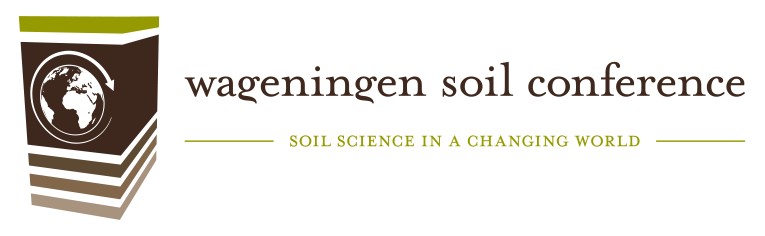 wageningen soil conference
SOIL SCIENCE IN A CHANGING WORLD